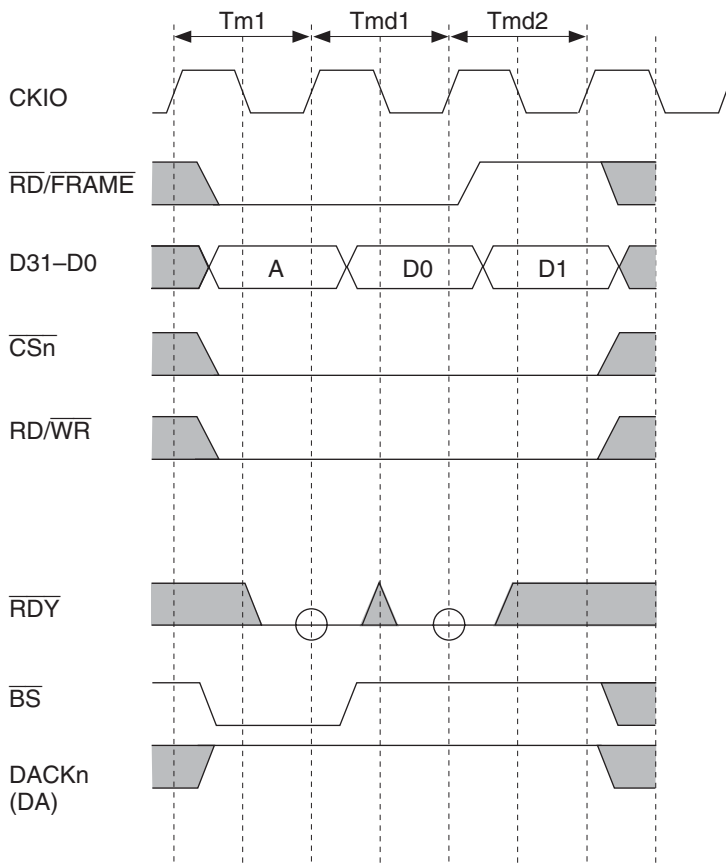 Tm1 Tmd1 Tmd2
CKIO
RD/FRAME
D31–D0 A D0 D1
CSn
RD/WR
RDY
BS
DACKn
(DA)